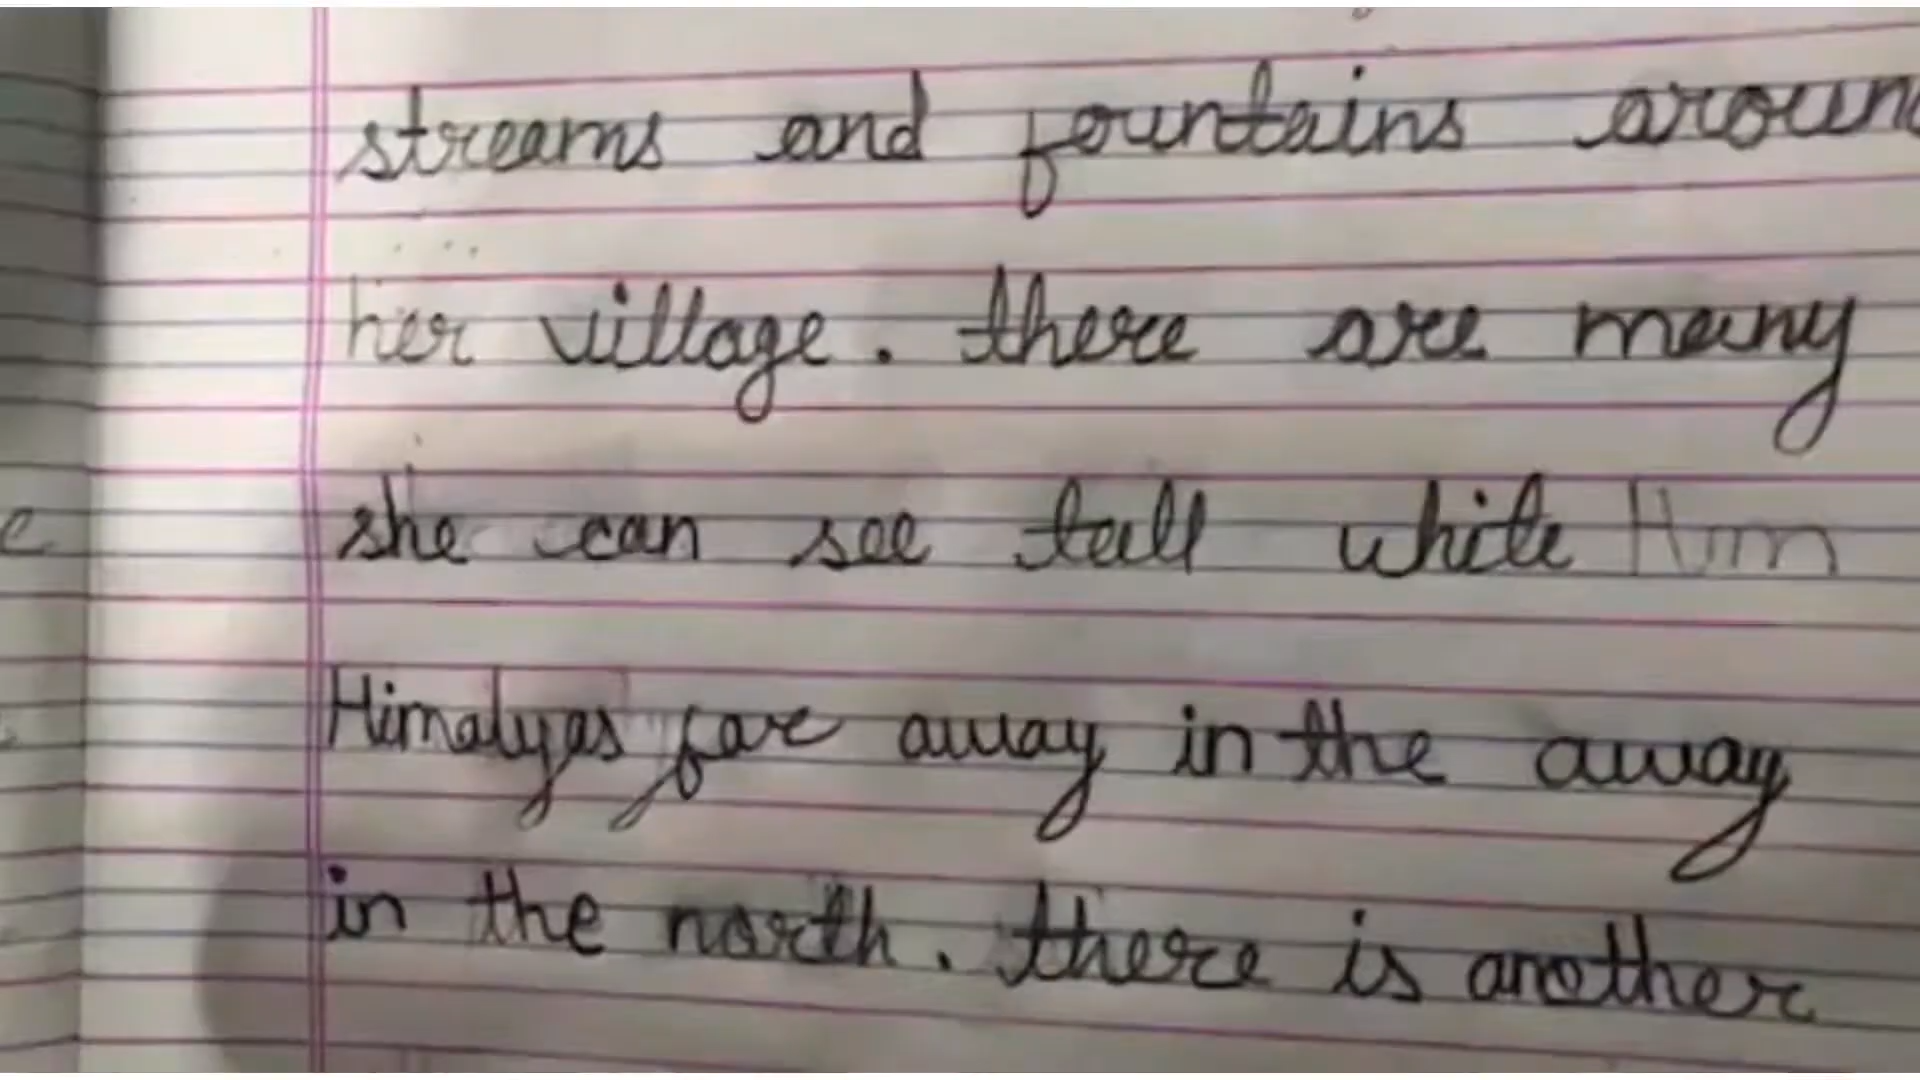 streams and fountains aroun
her village. there are many
she can see tall white Him
Himalyas far away in the away
in the north. there is another